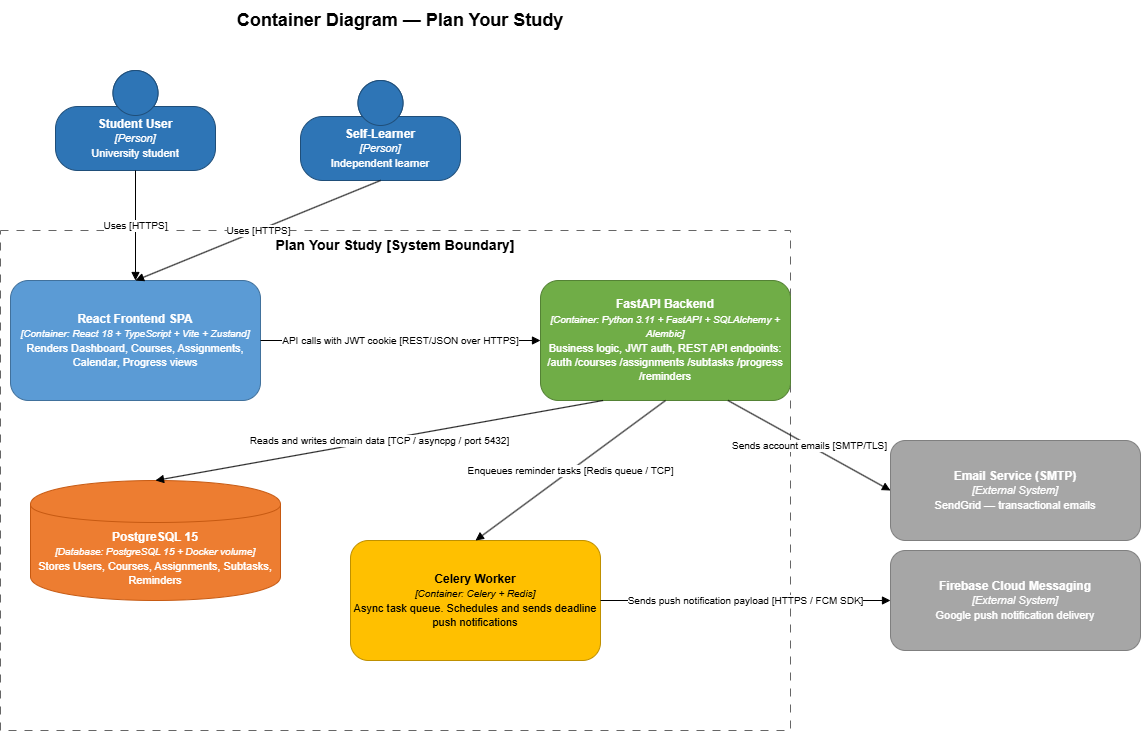 Container Diagram — Plan Your Study
Student User
[Person]
University student
Self-Learner
[Person]
Independent learner
Uses [HTTPS]
Uses [HTTPS]
Plan Your Study [System Boundary]
React Frontend SPA
[Container: React 18 + TypeScript + Vite + Zustand]
Renders Dashboard, Courses, Assignments,
Calendar, Progress views
API calls with JWT cookie [REST/JSON over HTTPS]
FastAPI Backend
[Container: Python 3.11 + FastAPI + SQLAlchemy +
Alembic]
Business logic, JWT auth, REST API endpoints:
/auth /courses /assignments /subtasks /progress
/reminders
Reads and writes domain data [TCP / asyncpg / port 5432]
Enqueues reminder tasks [Redis queue / TCP]
Sends account emails [SMTP/TLS]
Email Service (SMTP)
[External System]
SendGrid — transactional emails
PostgreSQL 15
[Database: PostgreSQL 15 + Docker volume]
Stores Users, Courses, Assignments, Subtasks,
Reminders
Celery Worker
[Container: Celery + Redis]
Async task queue. Schedules and sends deadline
push notifications
Sends push notification payload [HTTPS / FCM SDK]
Firebase Cloud Messaging
[External System]
Google push notification delivery